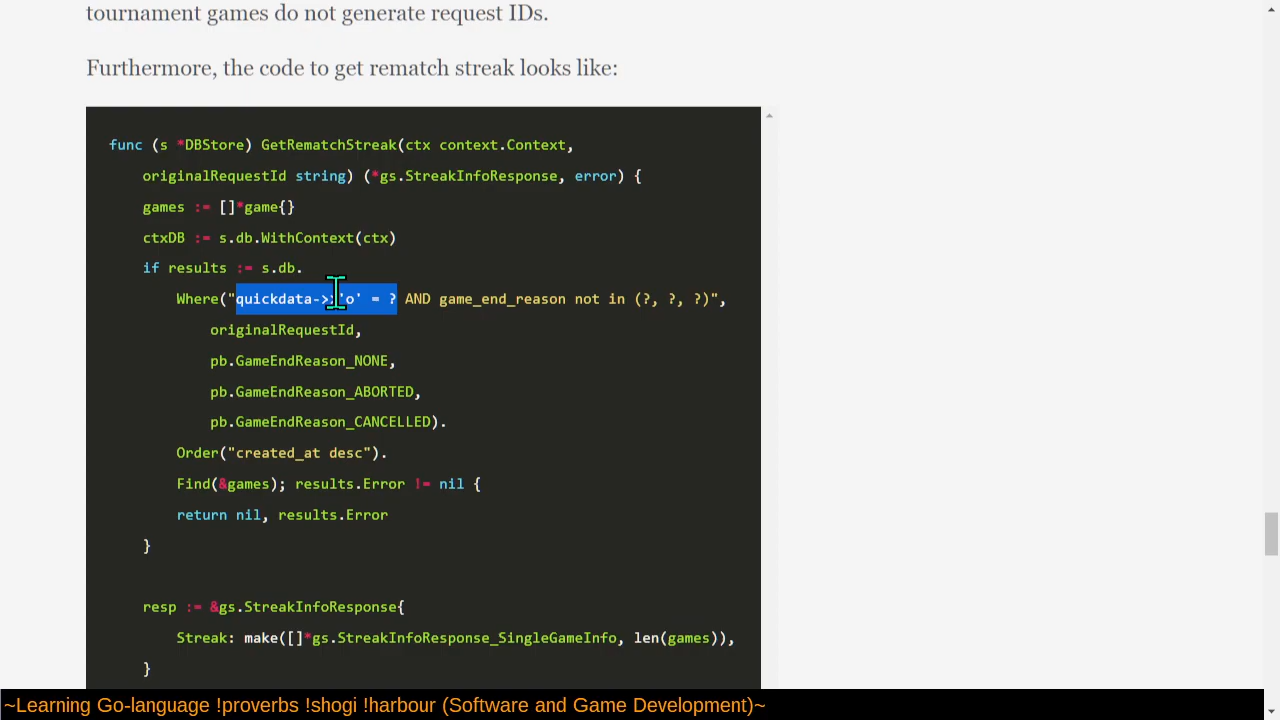 tournament games do not generate request IDs.
Furthermore, the code to get rematch streak looks like:
func (s *DBStore) GetRematchStreak(ctx context.Context,
originalRequestId string) (*gs.StreakInfoResponse, error) {
games := []*game{}
ctxDB := s.db.WithContext(ctx)
if results := s.db.
Where("quickdata->>'o' = ? AND game_end_reason not in (?, ?, ?)",
originalRequestId,
pb.GameEndReason_NONE,
pb.GameEndReason_ABORTED,
pb.GameEndReason_CANCELLED).
Order("created_at desc").
Find(&games); results.Error != nil {
return nil, results.Error
}
resp := &gs.StreakInfoResponse{
Streak: make([]*gs.StreakInfoResponse_SingleGameInfo, len(games)),
}
~Learning Go-language !proverbs !shogi !harbour (Software and Game Development)~